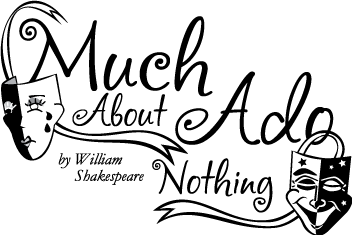 Much
About Ado
by William
Shakespeare
Nothing